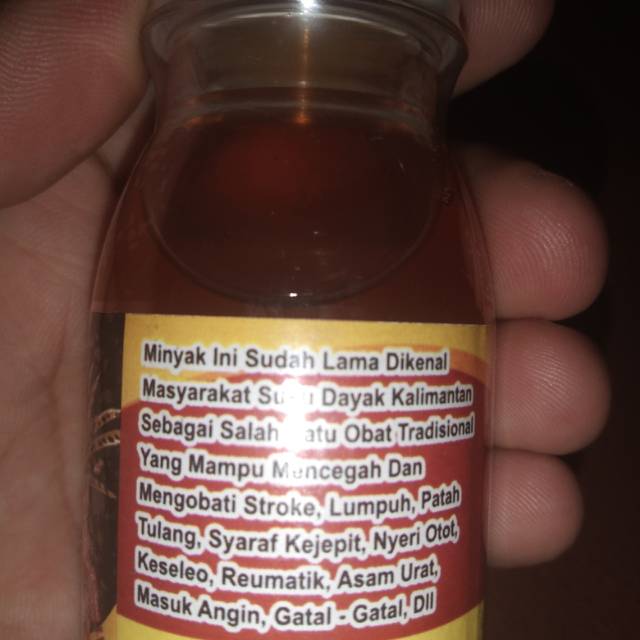 Minyak Ini Sudah Lama Dikenal
Masyarakat Dayak Kalimantan
Sebagai Salah Obat Tradisional
Yang Mampu Mencegah Dan
Mengobati Stroke, Lumpuh, Patah
Tulang, Syaraf Kejepit, Nyeri Otot,
Keseleo, Reumatik, Asam Urat,
Masuk Angin, Gatal - Gatal, Dll